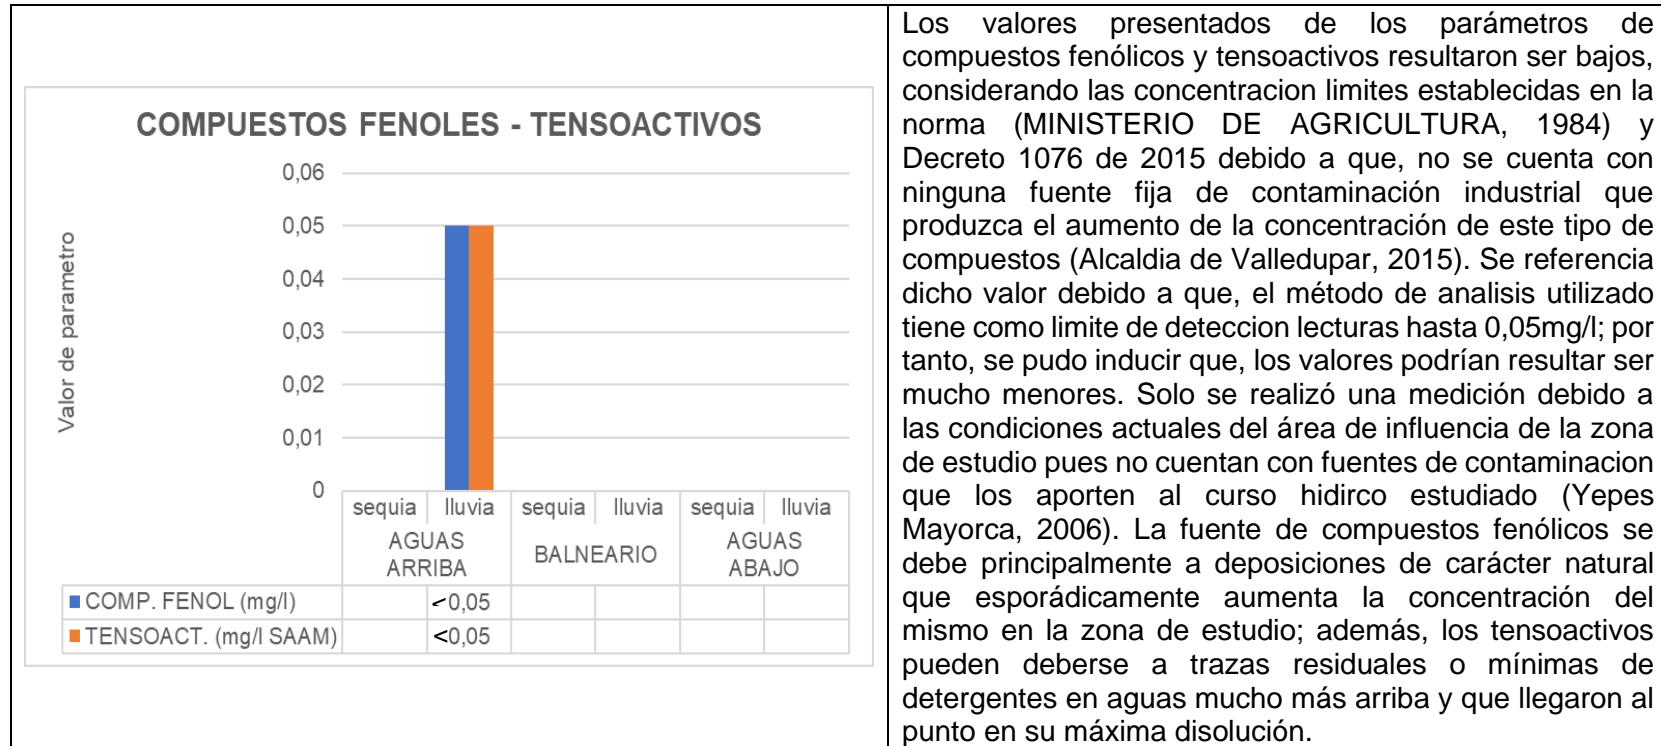 COMPUESTOS FENOLES - TENSOACTIVOS
Valor de parametro
0,06
0,05
0,04
0,03
0,02
0,01
0
sequia lluvia sequia lluvia sequia lluvia
AGUAS ARRIBA BALNEARIO AGUAS ABAJO
COMP. FENOL (mg/l) <0,05
TENSOACT. (mg/l SAAM) <0,05
Los valores presentados de los parámetros de
compuestos fenólicos y tensoactivos resultaron ser bajos,
considerando las concentracion limites establecidas en la
norma (MINISTERIO DE AGRICULTURA, 1984) y
Decreto 1076 de 2015 debido a que, no se cuenta con
ninguna fuente fija de contaminación industrial que
produzca el aumento de la concentración de este tipo de
compuestos (Alcaldia de Valledupar, 2015). Se referencia
dicho valor debido a que, el método de analisis utilizado
tiene como limite de deteccion lecturas hasta 0,05mg/l; por
tanto, se pudo inducir que, los valores podrían resultar ser
mucho menores. Solo se realizó una medición debido a
las condiciones actuales del área de influencia de la zona
de estudio pues no cuentan con fuentes de contaminacion
que los aporten al curso hidirco estudiado (Yepes
Mayorca, 2006). La fuente de compuestos fenólicos se
debe principalmente a deposiciones de carácter natural
que esporádicamente aumenta la concentración del
mismo en la zona de estudio; además, los tensoactivos
pueden deberse a trazas residuales o mínimas de
detergentes en aguas mucho más arriba y que llegaron al
punto en su máxima disolución.